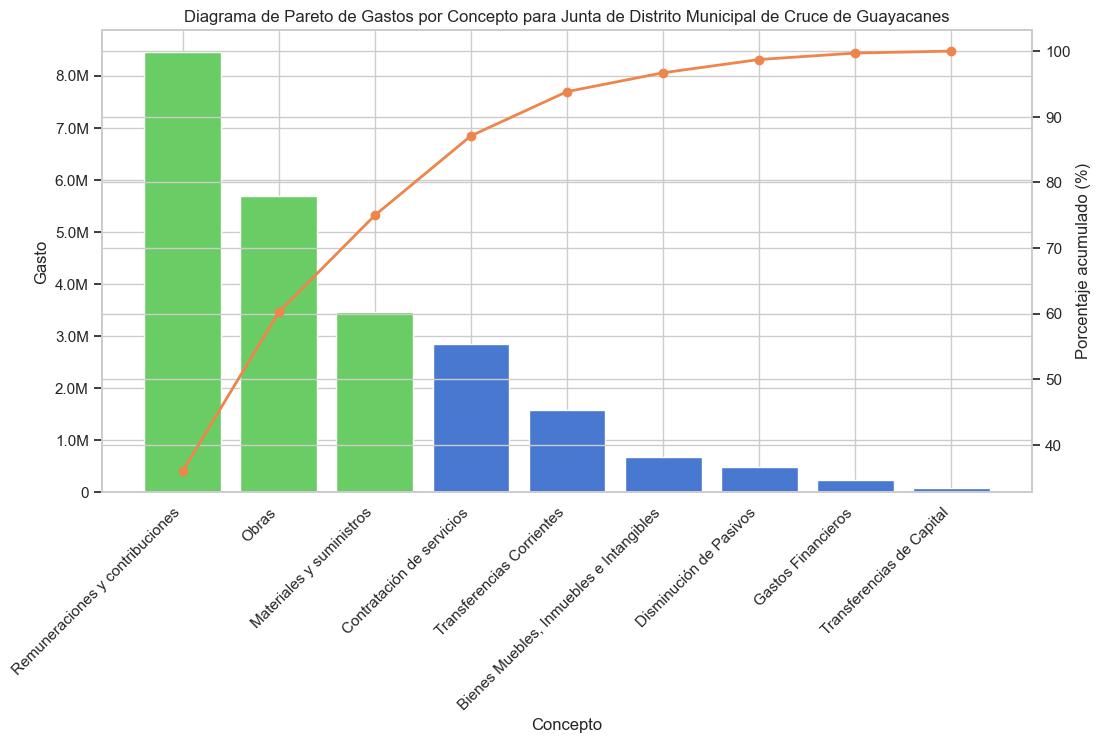 Diagrama de Pareto de Gastos por Concepto para Junta de Distrito Municipal de Cruce de Guayacanes
Gasto
8.0M
7.0M
6.0M
5.0M
4.0M
3.0M
2.0M
1.0M
0
100
90
80
70
60
50
40
Porcentaje acumulado (%)
Remuneraciones y contribuciones
Obras
Materiales y suministros
Contratación de servicios
Transferencias Corrientes
Bienes Muebles, Inmuebles e Intangibles
Disminución de Pasivos
Gastos Financieros
Transferencias de Capital
Concepto